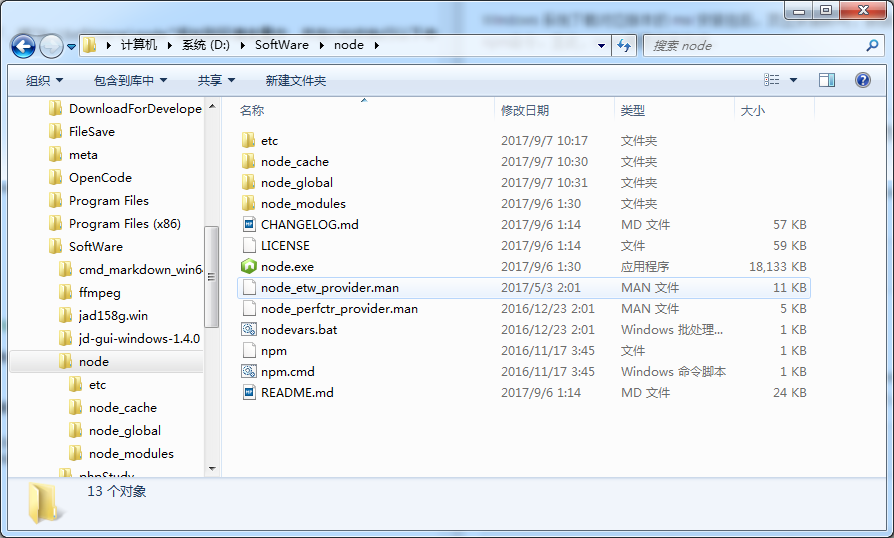 计算机 ▸ 系统 (D:) ▸ SoftWare ▸ node ▸
搜索 node
组织 包含到库中 共享 新建文件夹
DownloadForDevelope
FileSave
meta
OpenCode
Program Files
Program Files (x86)
SoftWare
cmd_markdown_win64
ffmpeg
jad158g.win
jd-gui-windows-1.4.0
node
etc
node_cache
node_global
node_modules
phpStudy
名称 修改日期 类型 大小
etc 2017/9/7 10:17 文件夹
node_cache 2017/9/7 10:30 文件夹
node_global 2017/9/7 10:31 文件夹
node_modules 2017/9/6 1:30 文件夹
CHANGELOG.md 2017/9/6 1:14 MD 文件 57 KB
LICENSE 2017/9/6 1:14 文件 59 KB
node.exe 2017/9/6 1:30 应用程序 18,133 KB
node_etw_provider.man 2017/5/3 2:01 MAN 文件 11 KB
node_perfctr_provider.man 2016/12/23 2:01 MAN 文件 5 KB
nodevars.bat 2016/12/23 2:01 Windows 批处理... 1 KB
npm 2016/11/17 3:45 文件 1 KB
npm.cmd 2016/11/17 3:45 Windows 命令脚本 1 KB
README.md 2017/9/6 1:14 MD 文件 24 KB
13 个对象